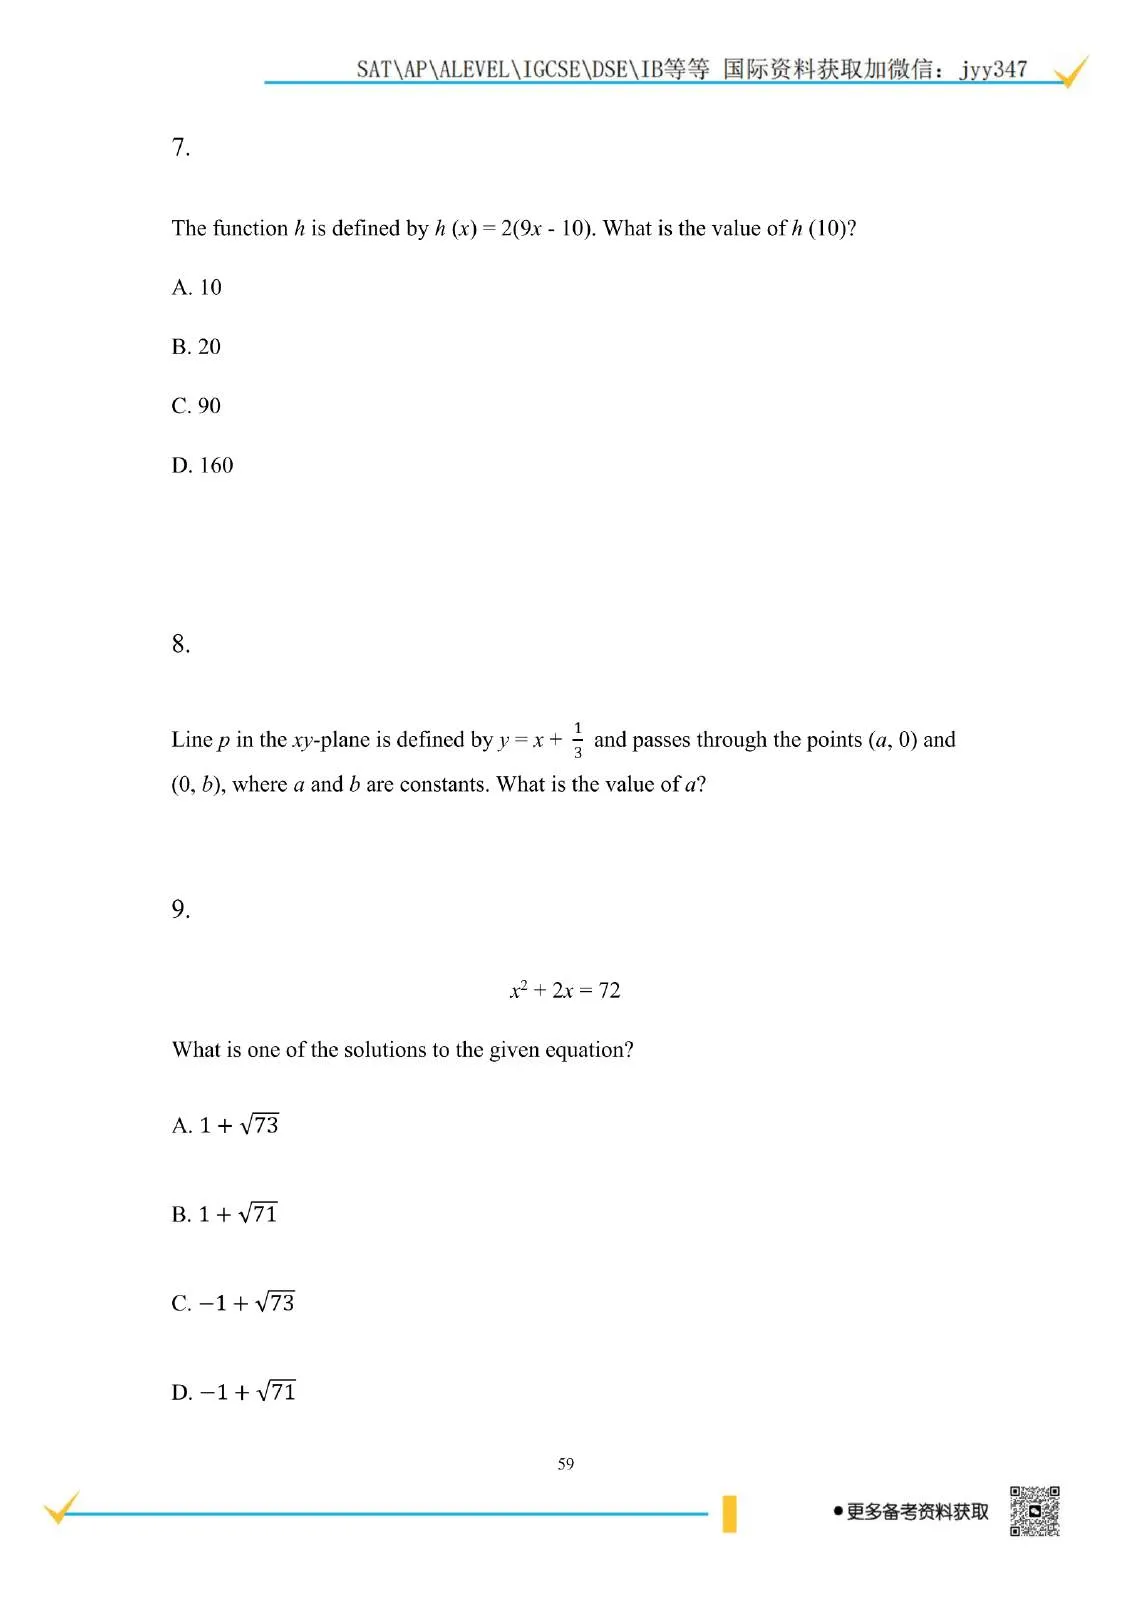 SAT\AP\ALEVEL\IGCSE\DSE\IB等等 国际资料获取加微信：jyy347
7.
The function h is defined by h (x) = 2(9x - 10). What is the value of h (10)?
A. 10
B. 20
C. 90
D. 160
8.
Line p in the xy-plane is defined by y = x + 1/3 and passes through the points (a, 0) and
(0, b), where a and b are constants. What is the value of a?
9.
x² + 2x = 72
What is one of the solutions to the given equation?
A. 1 + √73
B. 1 + √71
C. −1 + √73
D. −1 + √71
59
●更多备考资料获取